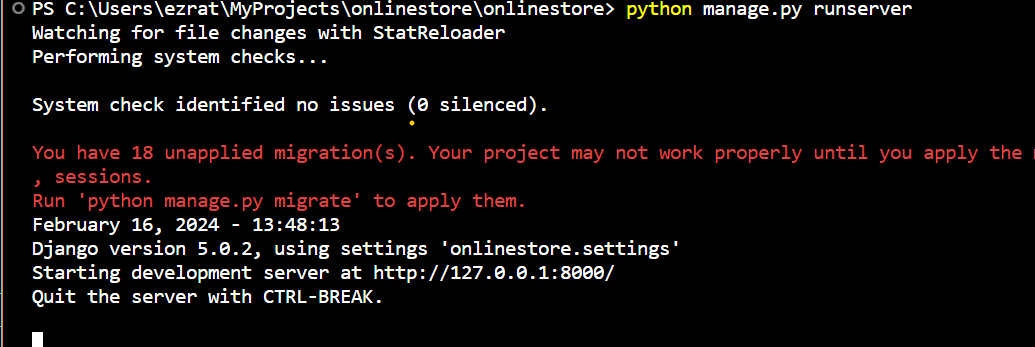 PS C:\Users\ezrat\MyProjects\onlinestore\onlinestore> python manage.py runserver
Watching for file changes with StatReloader
Performing system checks...
System check identified no issues (0 silenced).
You have 18 unapplied migration(s). Your project may not work properly until you apply the
, sessions.
Run 'python manage.py migrate' to apply them.
February 16, 2024 - 13:48:13
Django version 5.0.2, using settings 'onlinestore.settings'
Starting development server at http://127.0.0.1:8000/
Quit the server with CTRL-BREAK.